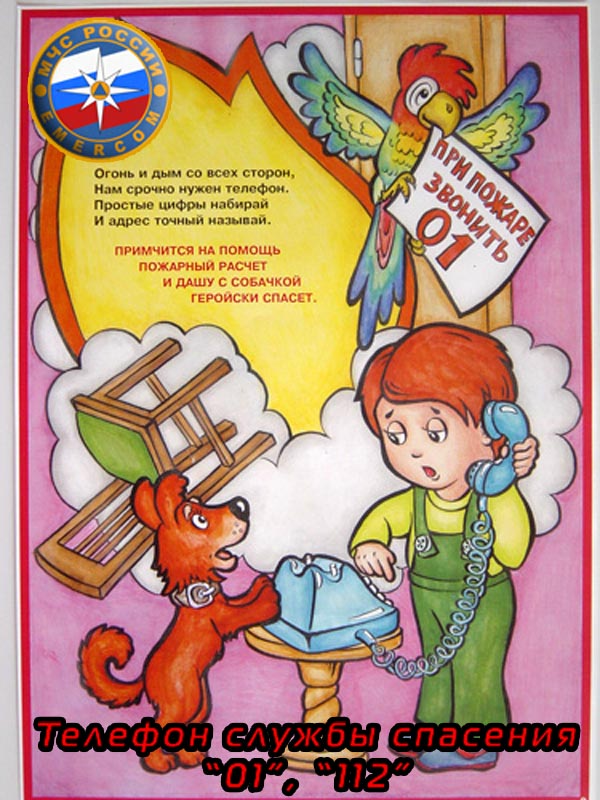 МЧС РОССИИ
EMERCOM
Огонь и дым со всех сторон,
Нам срочно нужен телефон.
Простые цифры набирай
И адрес точный называй.
ПРИМЧИТСЯ НА ПОМОЩЬ
ПОЖАРНЫЙ РАСЧЕТ
И ДАШУ С СОБАЧКОЙ
ГЕРОЙСКИ СПАСЕТ.
ПРИ ПОЖАРЕ
ЗВОНИТЬ
01
Телефон службы спасения
“01”, “112”